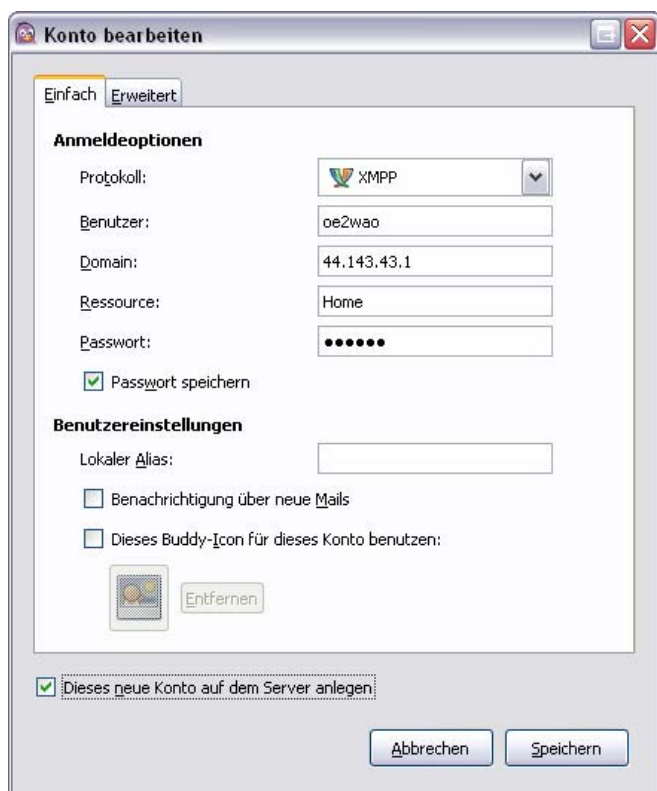 Konto bearbeiten
Einfach Erweitert
Anmeldeoptionen
Protokoll: XMPP
Benutzer: oe2wao
Domain: 44.143.43.1
Ressource: Home
Passwort: ●●●●●●
Passwort speichern
Benutzereinstellungen
Lokaler Alias:
Benachrichtigung über neue Mails
Dieses Buddy-Icon für dieses Konto benutzen:
Entfernen
Dieses neue Konto auf dem Server anlegen
Abbrechen Speichern